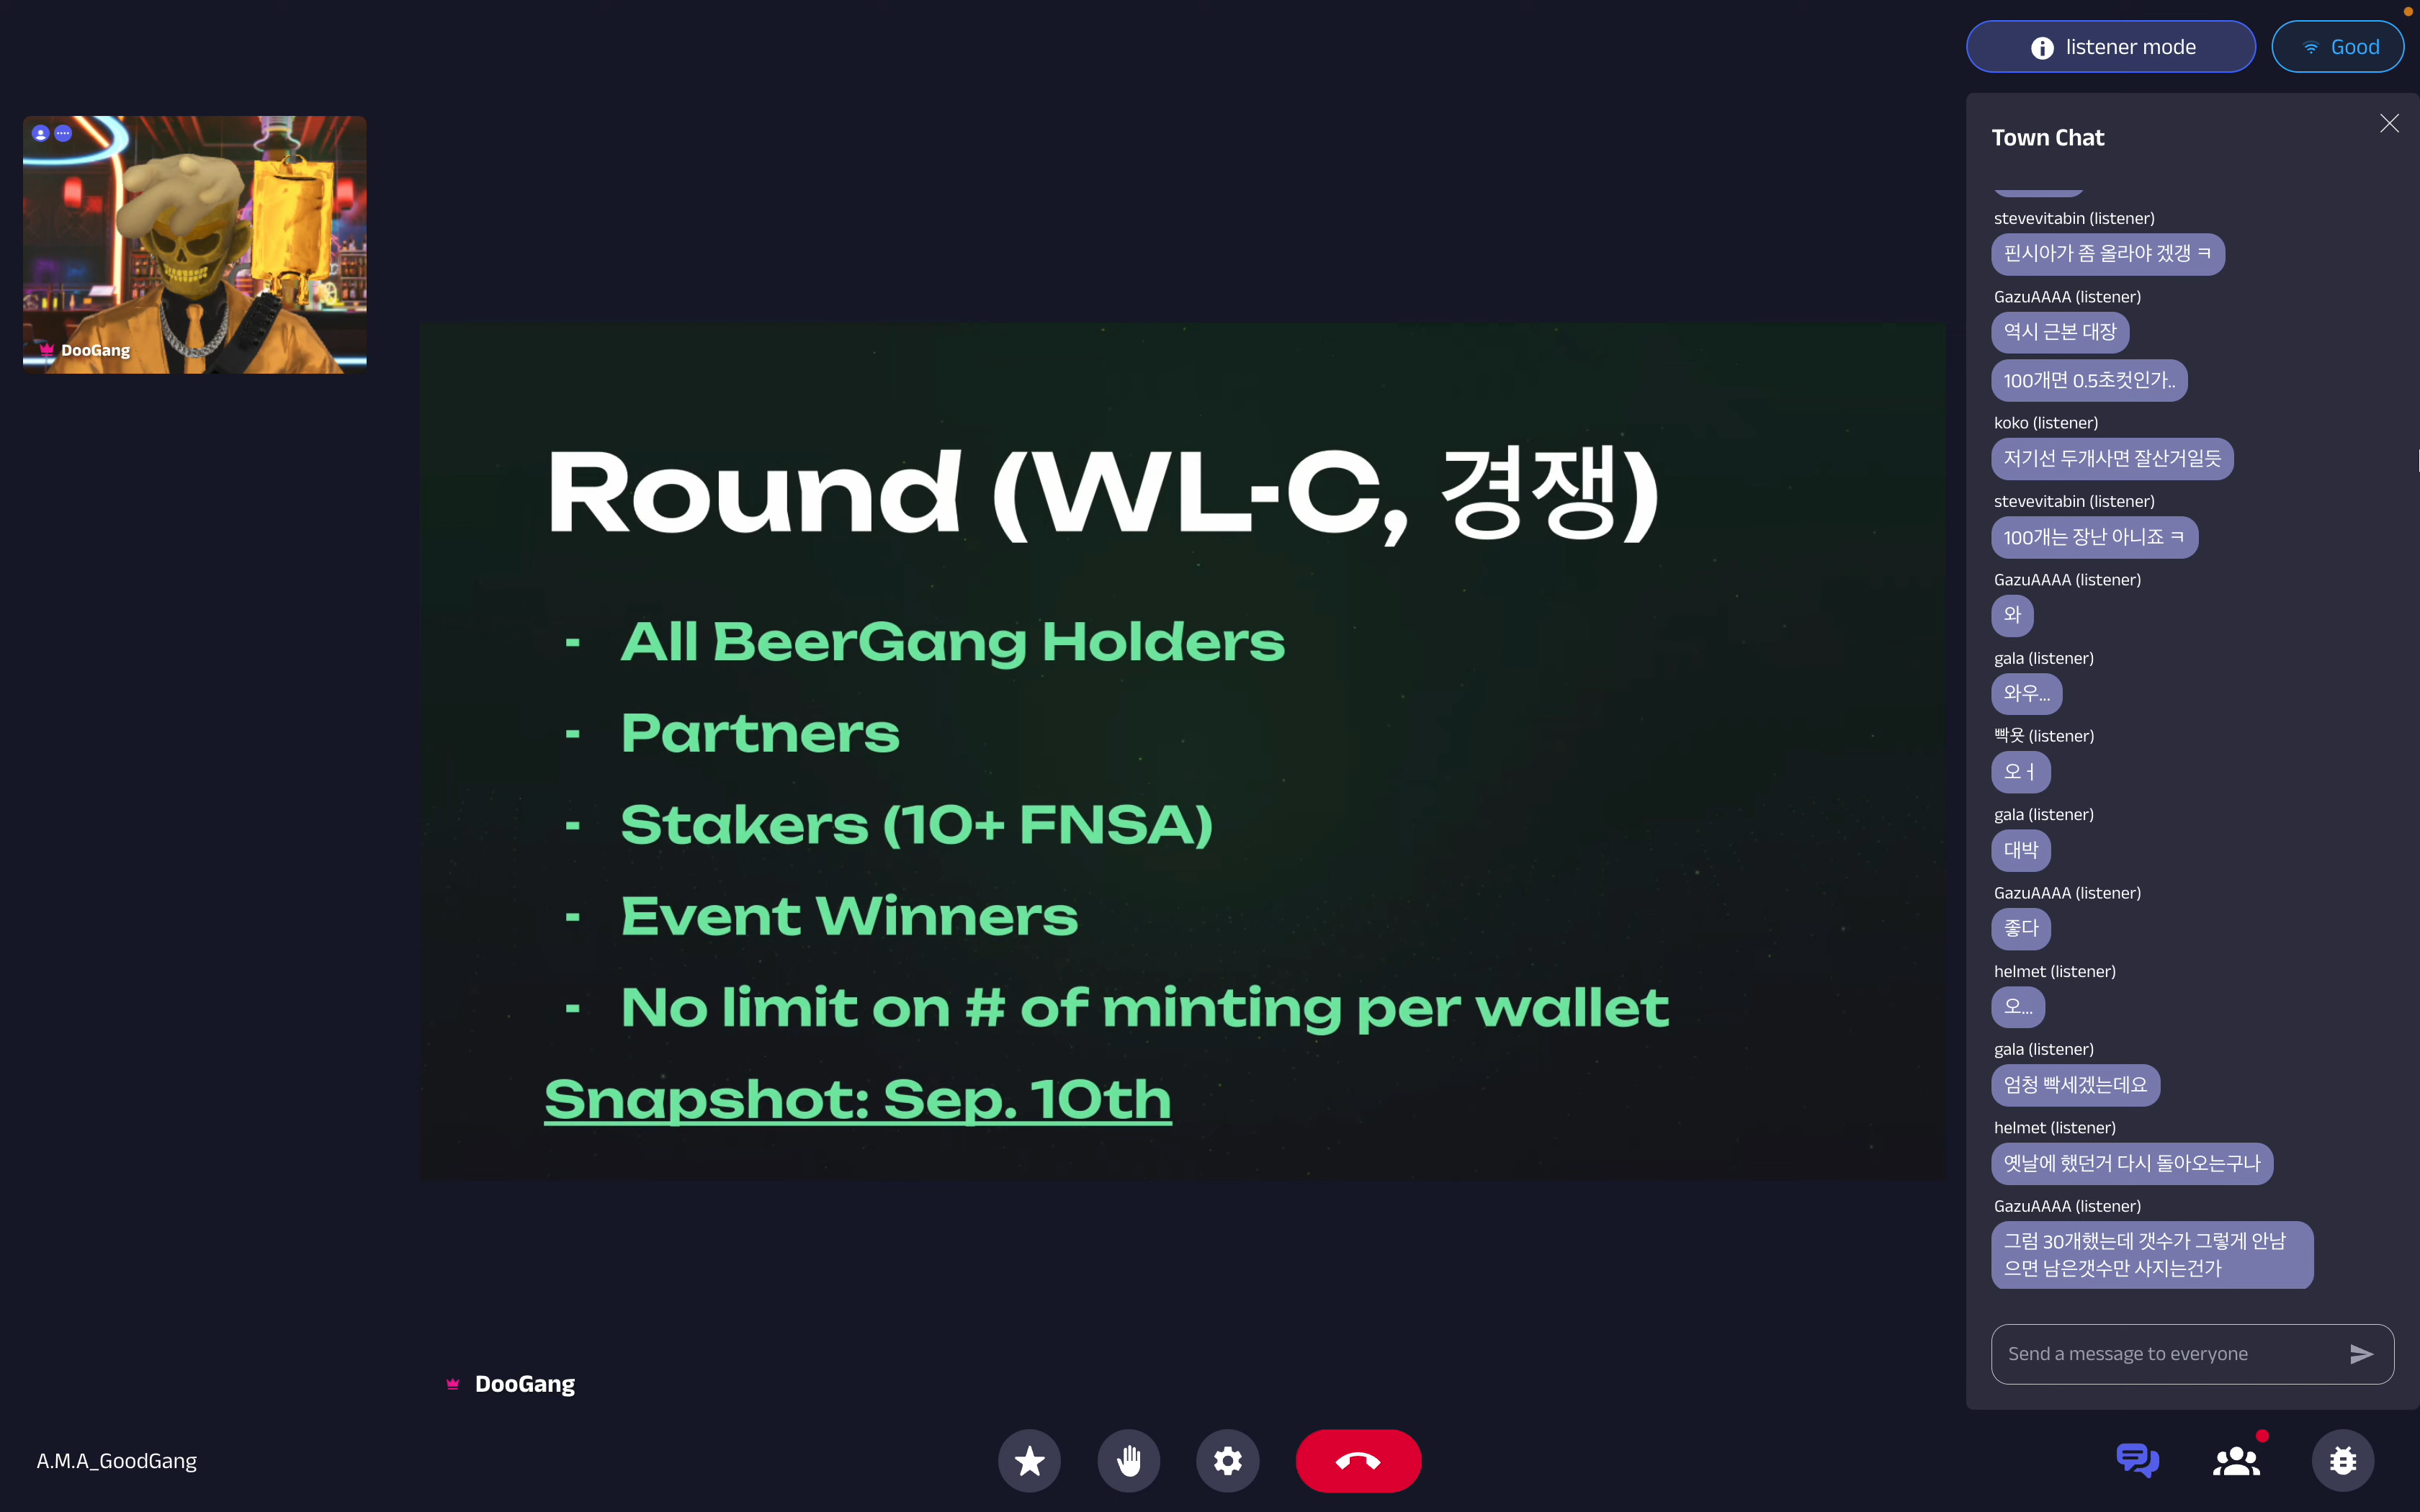 listener mode
Good
DooGang
Round (WL-C, 경쟁)
- All BeerGang Holders
- Partners
- Stakers (10+ FNSA)
- Event Winners
- No limit on # of minting per wallet
Snapshot: Sep. 10th
DooGang
A.M.A_GoodGang
Town Chat
stevevitabin (listener)
핀시아가 좀 올라야 겠갱 ㅋ
GazuAAAA (listener)
역시 근본 대장
100개면 0.5초컷인가..
koko (listener)
저기선 두개사면 잘산거일듯
stevevitabin (listener)
100개는 장난 아니죠 ㅋ
GazuAAAA (listener)
와
gala (listener)
와우...
빡욧 (listener)
오ㅓ
gala (listener)
대박
GazuAAAA (listener)
좋다
helmet (listener)
오...
gala (listener)
엄청 빡세겠는데요
helmet (listener)
옛날에 했던거 다시 돌아오는구나
GazuAAAA (listener)
그럼 30개했는데 갯수가 그렇게 안남
으면 남은갯수만 사지는건가
Send a message to everyone